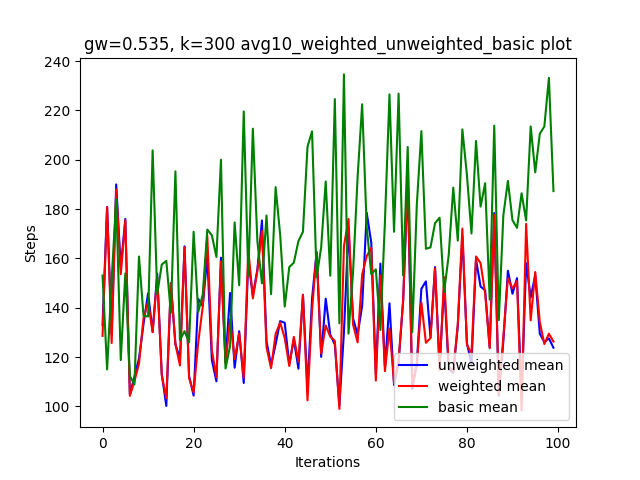 gw=0.535, k=300 avg10_weighted_unweighted_basic plot
240
220
200
180
160
140
120
100
Steps
0
20
40
60
80
100
Iterations
unweighted mean
weighted mean
basic mean